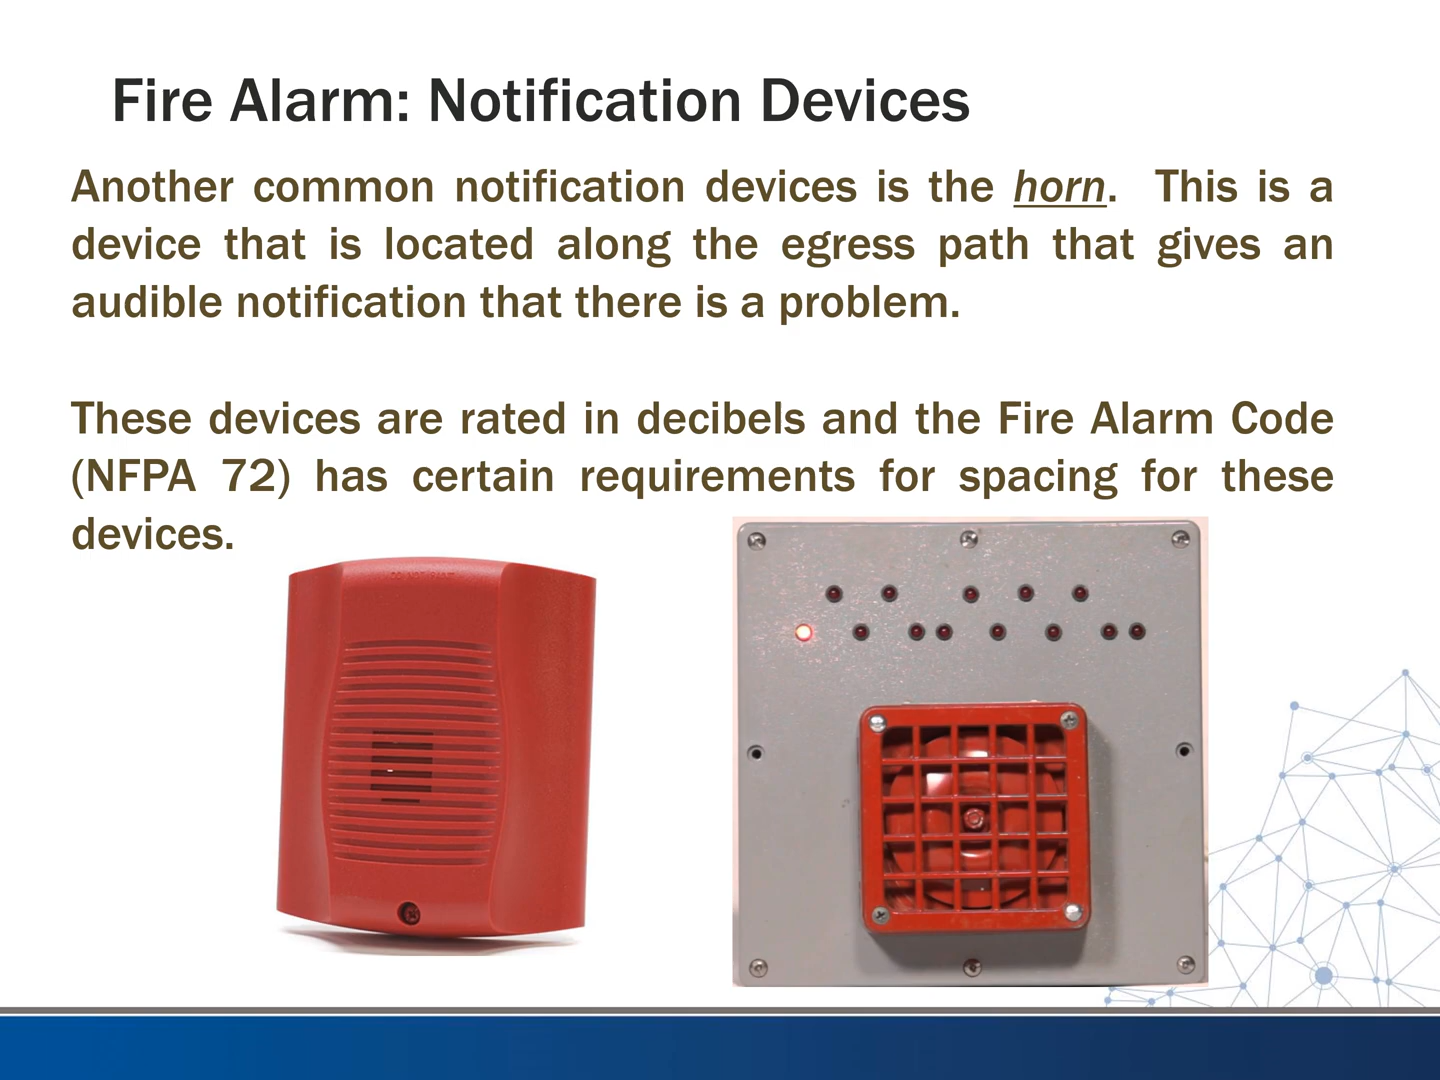 Fire Alarm: Notification Devices
Another common notification devices is the horn. This is a
device that is located along the egress path that gives an
audible notification that there is a problem.
These devices are rated in decibels and the Fire Alarm Code
(NFPA 72) has certain requirements for spacing for these
devices.